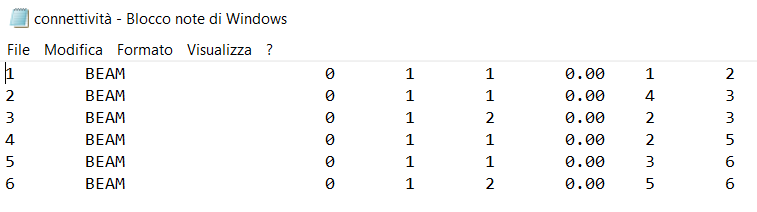 connettività - Blocco note di Windows
File Modifica Formato Visualizza ?
1 BEAM 0 1 1 0.00 1 2
2 BEAM 0 1 1 0.00 4 3
3 BEAM 0 1 2 0.00 2 3
4 BEAM 0 1 1 0.00 2 5
5 BEAM 0 1 1 0.00 3 6
6 BEAM 0 1 2 0.00 5 6